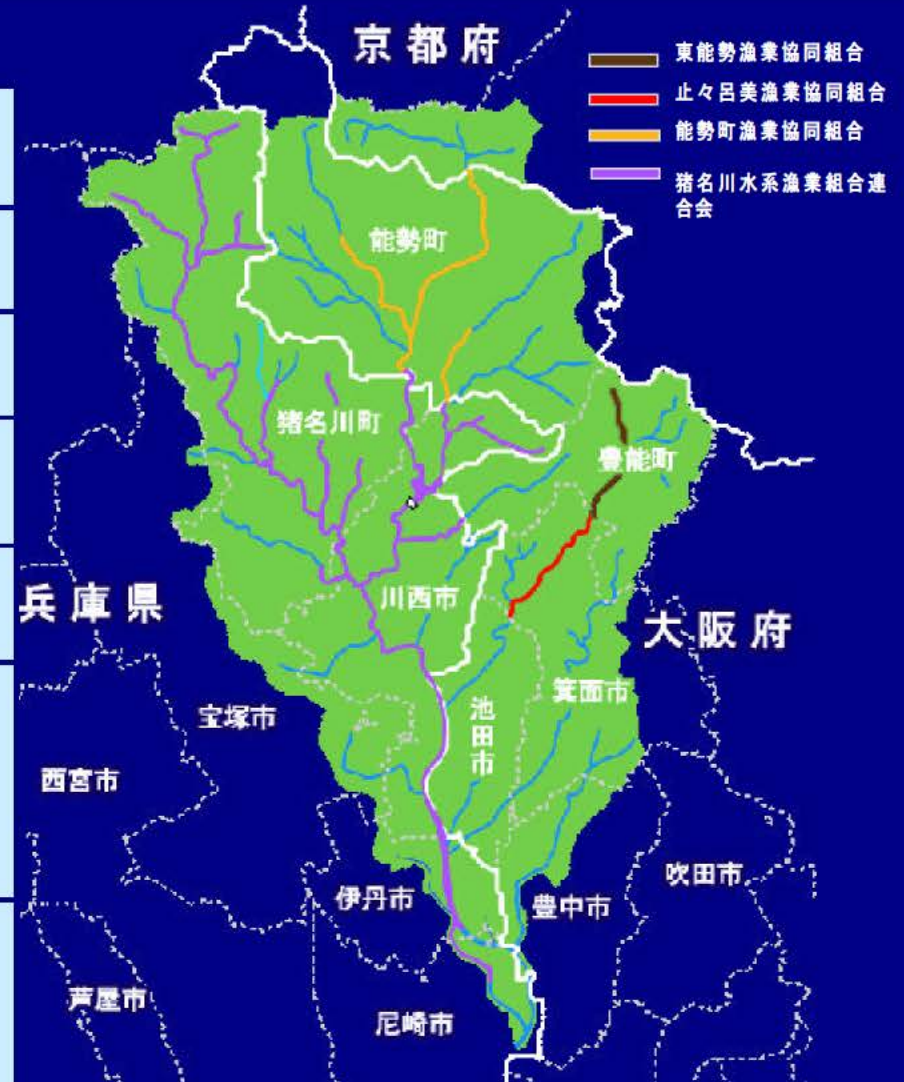 京都府
東能勢漁業協同組合
止々呂美漁業協同組合
能勢町漁業協同組合
猪名川水系漁業組合連
合会
能勢町
猪名川町
豊能町
兵庫県
川西市
大阪府
箕面市
宝塚市
池田市
西宮市
吹田市
伊丹市
豊中市
芦屋市
尼崎市